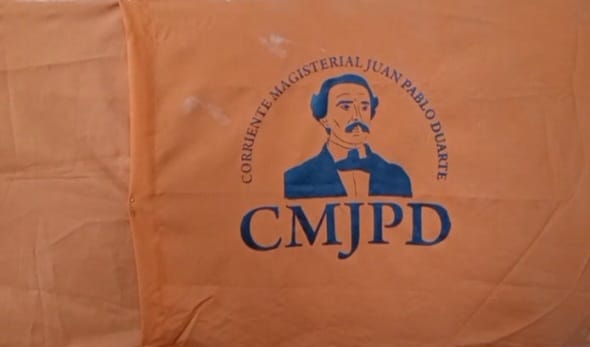 CORRIENTE MAGISTERIAL JUAN PABLO DUARTE
CMJPD